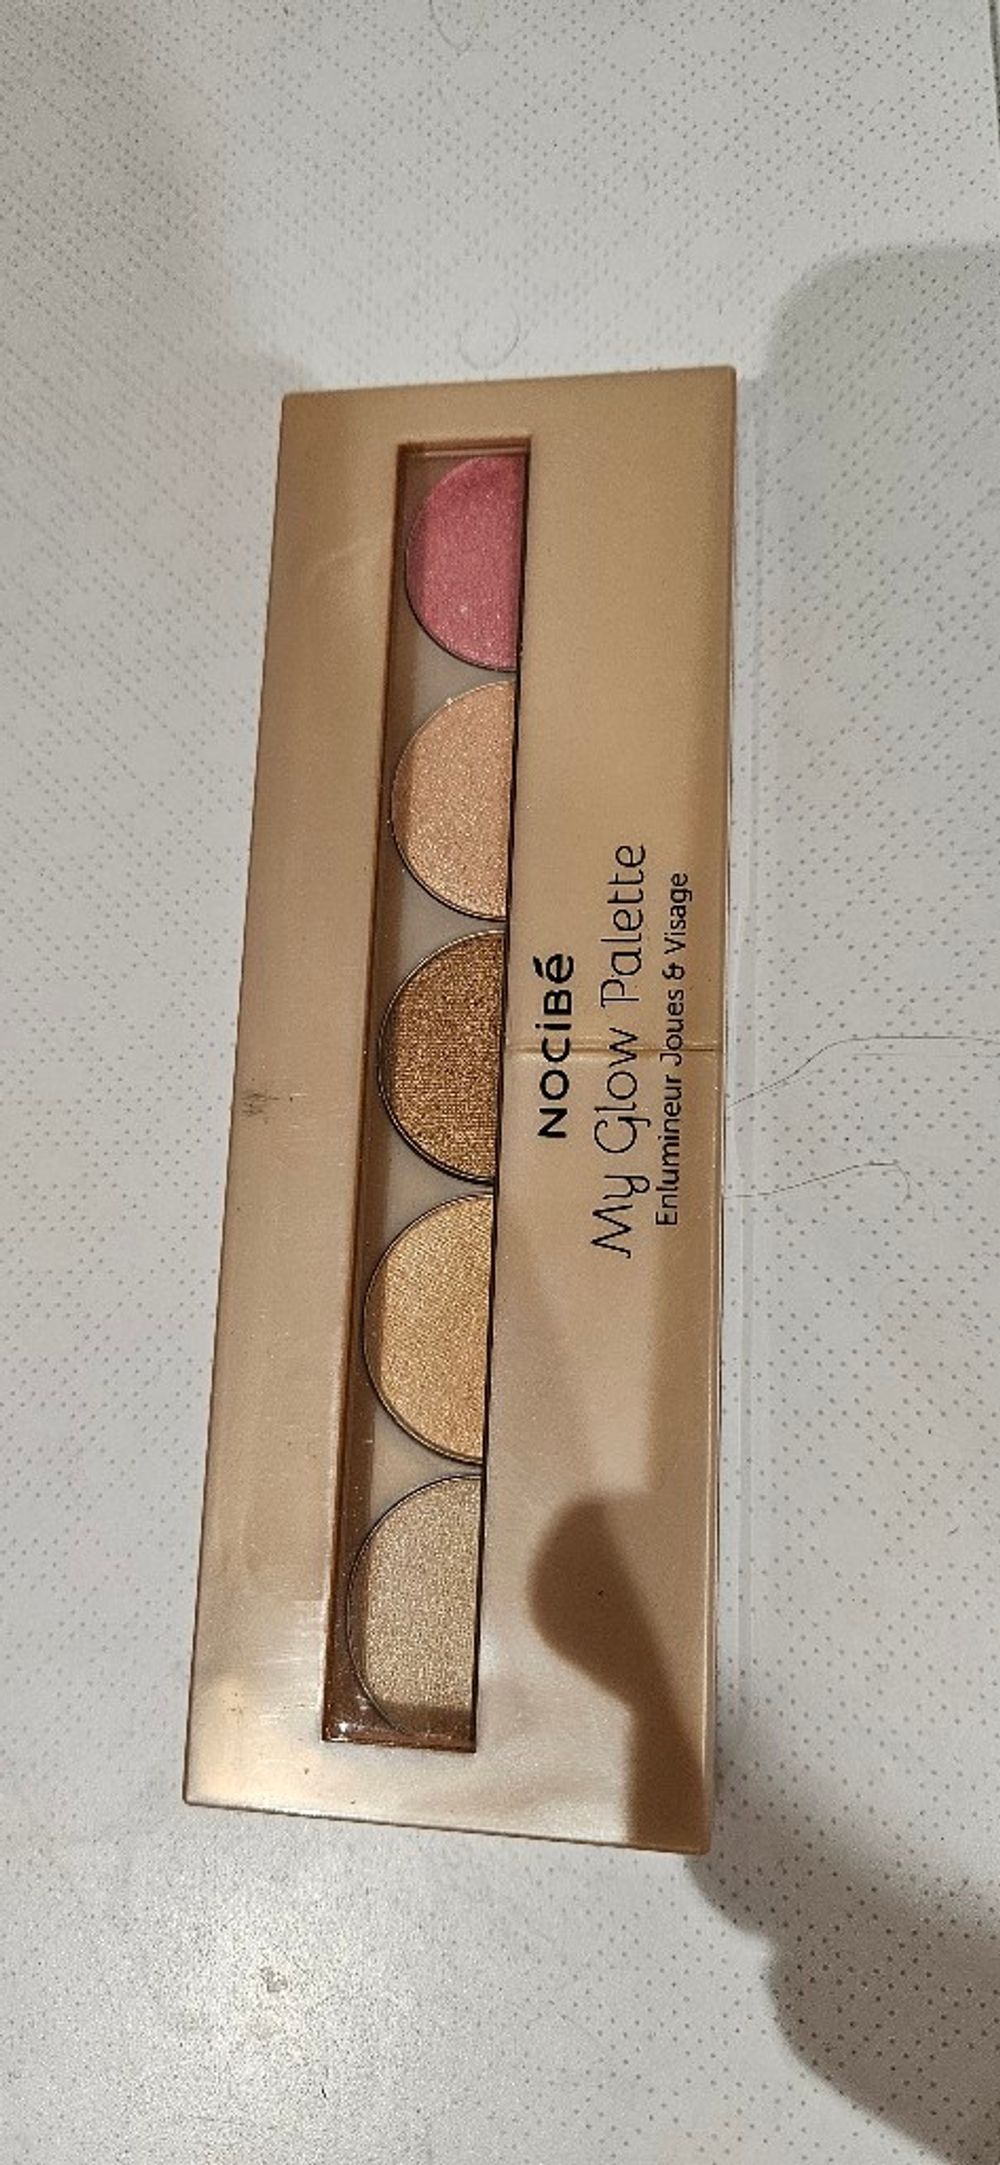 NOCIBÉ
My Glow Palette
Enlumineur Joues & Visage